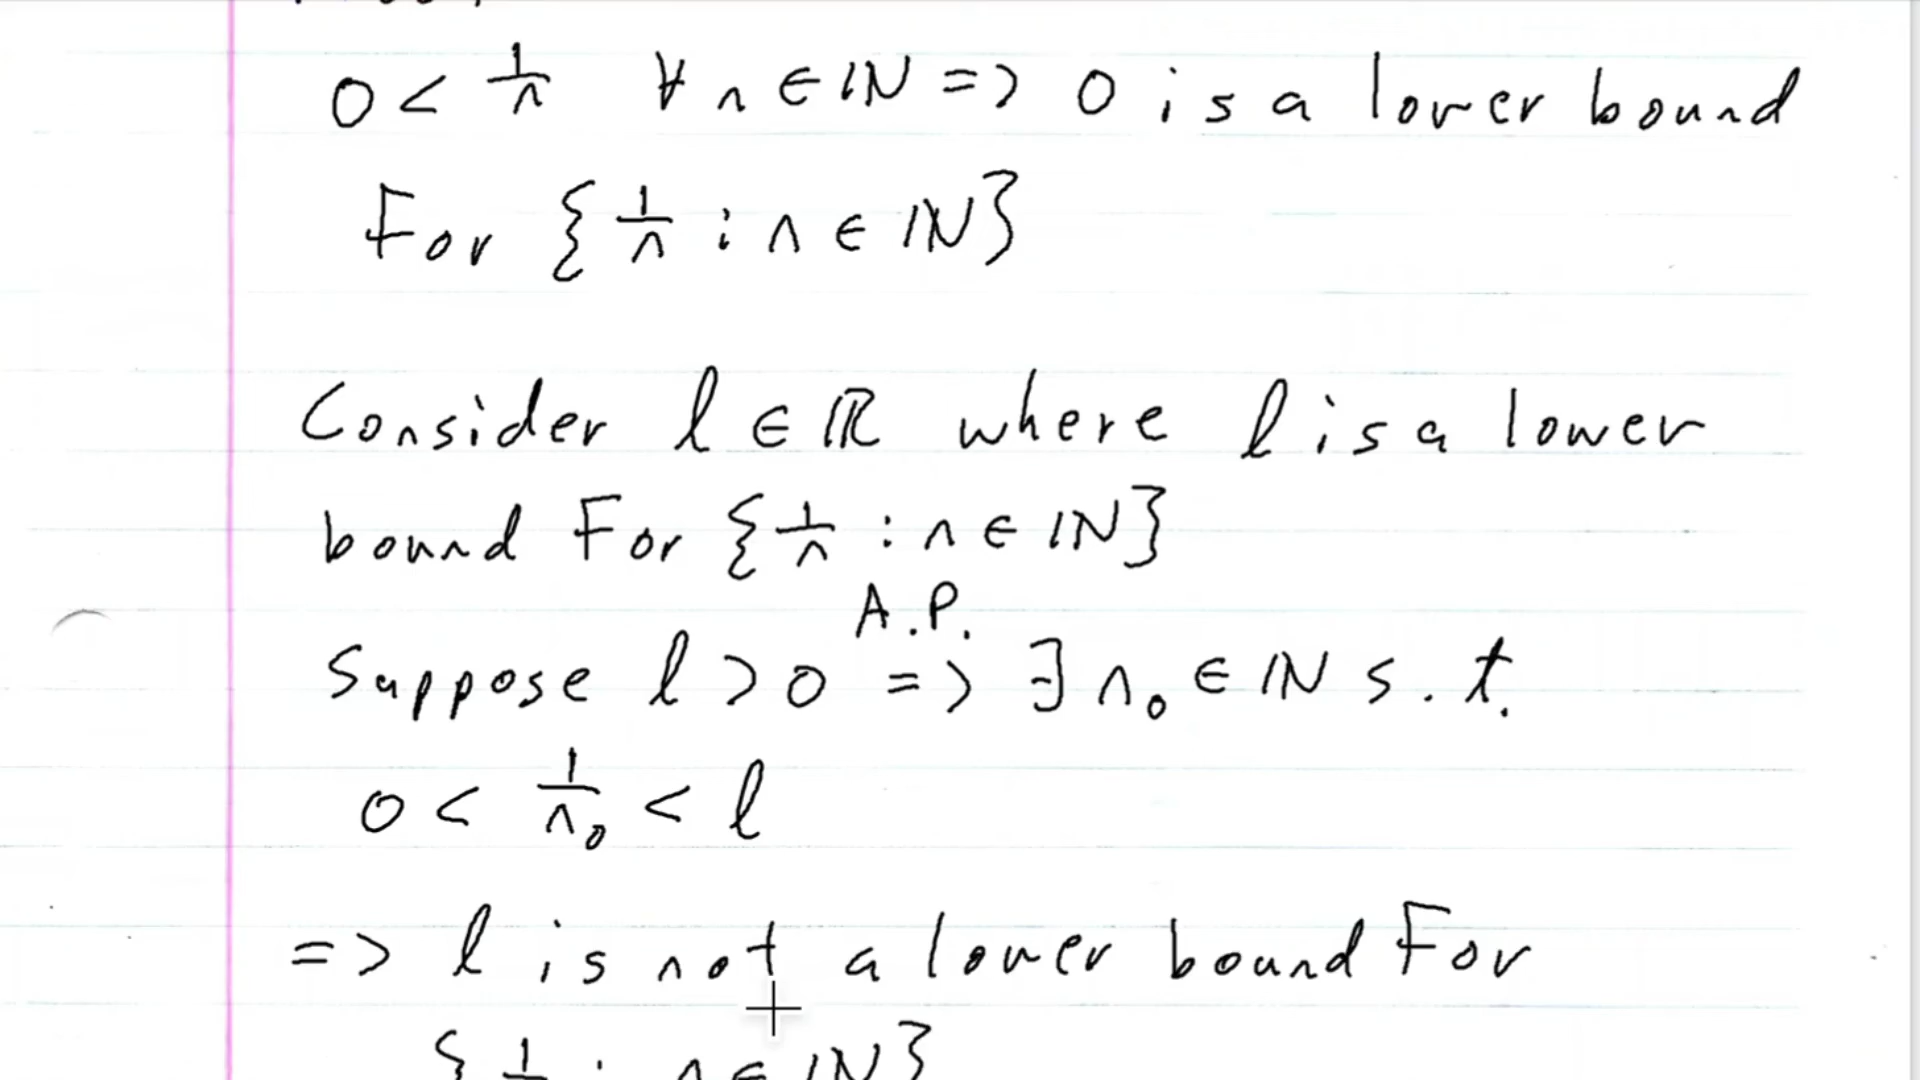 0 < 1/n ∀ n ∈ ℕ => 0 is a lower bound
For {1/n : n ∈ ℕ}
Consider l ∈ ℝ where l is a lower
bound For {1/n : n ∈ ℕ}
A.P.
Suppose l > 0 => ∃ n₀ ∈ ℕ s.t.
0 < 1/n₀ < l
=> l is not a lower bound For
{1/n : n ∈ ℕ}